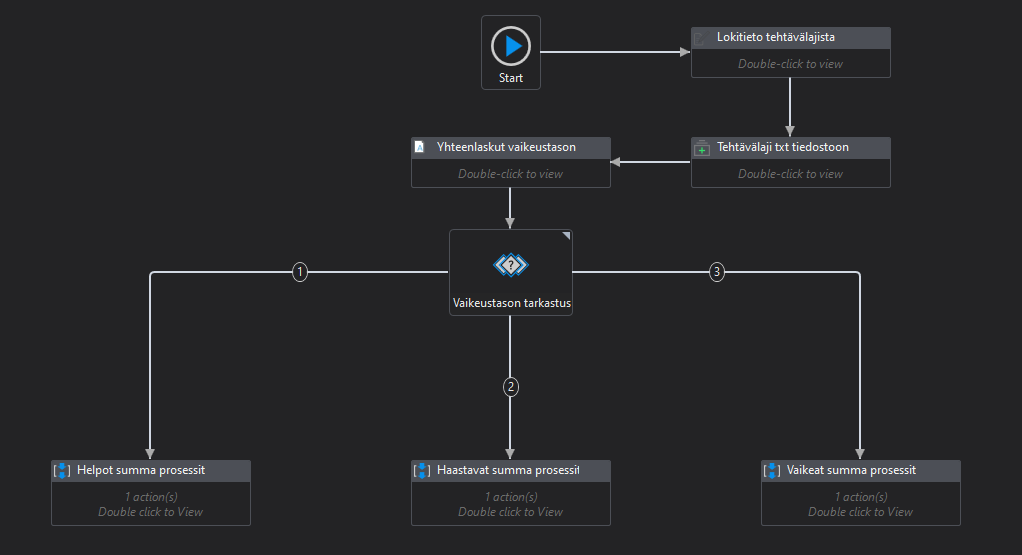 Start
Lokitieto tehtävälajista
Double-click to view
Yhteenlaskut vaikeustason
Double-click to view
Tehtävälaji txt tiedostoon
Double-click to view
?
Vaikeustason tarkastus
1
3
2
Helpot summa prosessit
1 action(s)
Double click to View
Haastavat summa prosessit
1 action(s)
Double click to View
Vaikeat summa prosessit
1 action(s)
Double click to View